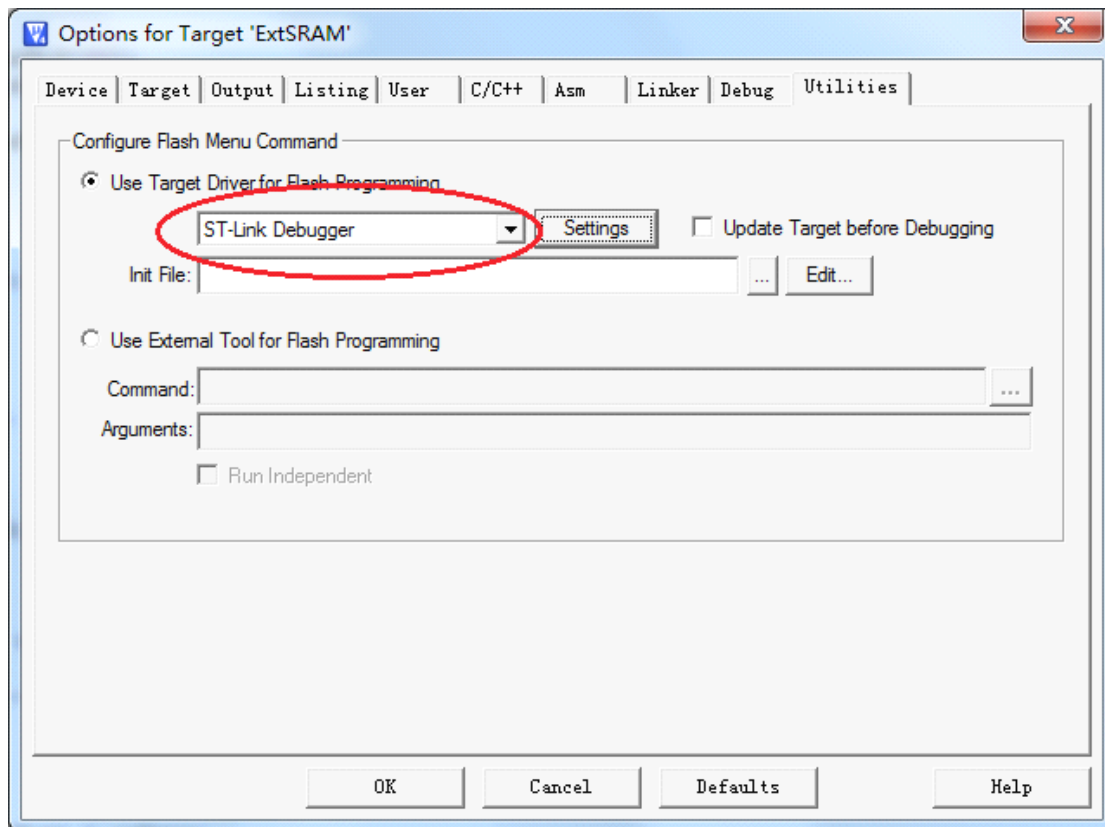 Options for Target 'ExtSRAM'
Device Target Output Listing User C/C++ Asm Linker Debug Utilities
Configure Flash Menu Command
Use Target Driver for Flash Programming
ST-Link Debugger Settings Update Target before Debugging
Init File: ... Edit...
Use External Tool for Flash Programming
Command: ...
Arguments:
Run Independent
OK Cancel Defaults Help